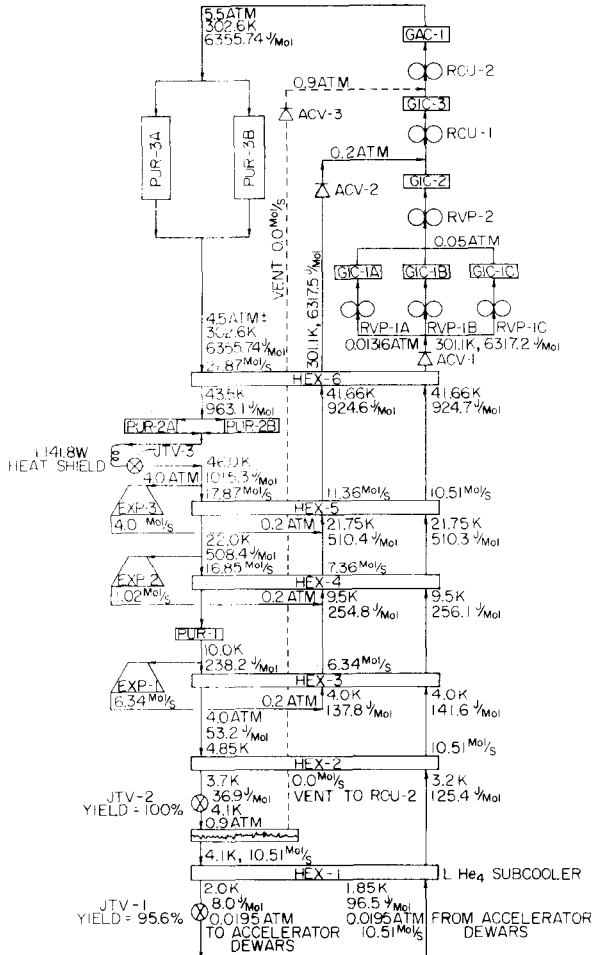 5.5ATM
302.6K
6355.74 J/Mol
GAC-1
RCU-2
0.9ATM
GIC-3
ACV-3
RCU-1
PUR-3A
PUR-3B
0.2ATM
ACV-2
GIC-2
RVP-2
VENT 0.0 Mol/S
0.05ATM
GIC-1A
GIC-1B
GIC-1C
301.1K, 6317.5 J/Mol
4.5ATM±
302.6K
6355.74 J/Mol
21.87 Mol/S
RVP-1A
RVP-1B
RVP-1C
0.01316ATM
301.1K, 6317.2 J/Mol
ACV-1
HEX-6
43.5K
963.1 J/Mol
41.66K
924.6 J/Mol
41.66K
924.7 J/Mol
PUR-2A
PUR-2B
1141.8W
HEAT SHIELD
JTV-3
4.0 ATM
46.0K
1015.3 J/Mol
17.87 Mol/S
11.36 Mol/S
10.51 Mol/S
EXP-3
4.0 Mol/S
HEX-5
0.2 ATM
22.0K
508.4 J/Mol
16.85 Mol/S
21.75K
510.4 J/Mol
7.36 Mol/S
21.75K
510.3 J/Mol
EXP-2
1.02 Mol/S
HEX-4
0.2 ATM
9.5K
254.8 J/Mol
9.5K
256.1 J/Mol
PUR-1
10.0K
238.2 J/Mol
6.34 Mol/S
EXP-1
6.34 Mol/S
HEX-3
0.2 ATM
4.0ATM
53.2 J/Mol
4.85K
4.0K
137.8 J/Mol
4.0K
141.6 J/Mol
10.51 Mol/S
HEX-2
3.7K
36.9 J/Mol
4.1K
0.0 Mol/S
VENT TO RCU-2
3.2K
125.4 J/Mol
JTV-2
YIELD = 100%
0.9ATM
4.1K, 10.51 Mol/S
HEX-1
L He4 SUBCOOLER
2.0K
8.0 J/Mol
0.0195 ATM
TO ACCELERATOR
DEWARS
JTV-1
YIELD = 95.6%
1.85K
96.5 J/Mol
0.0195 ATM FROM ACCELERATOR
10.51 Mol/S DEWARS